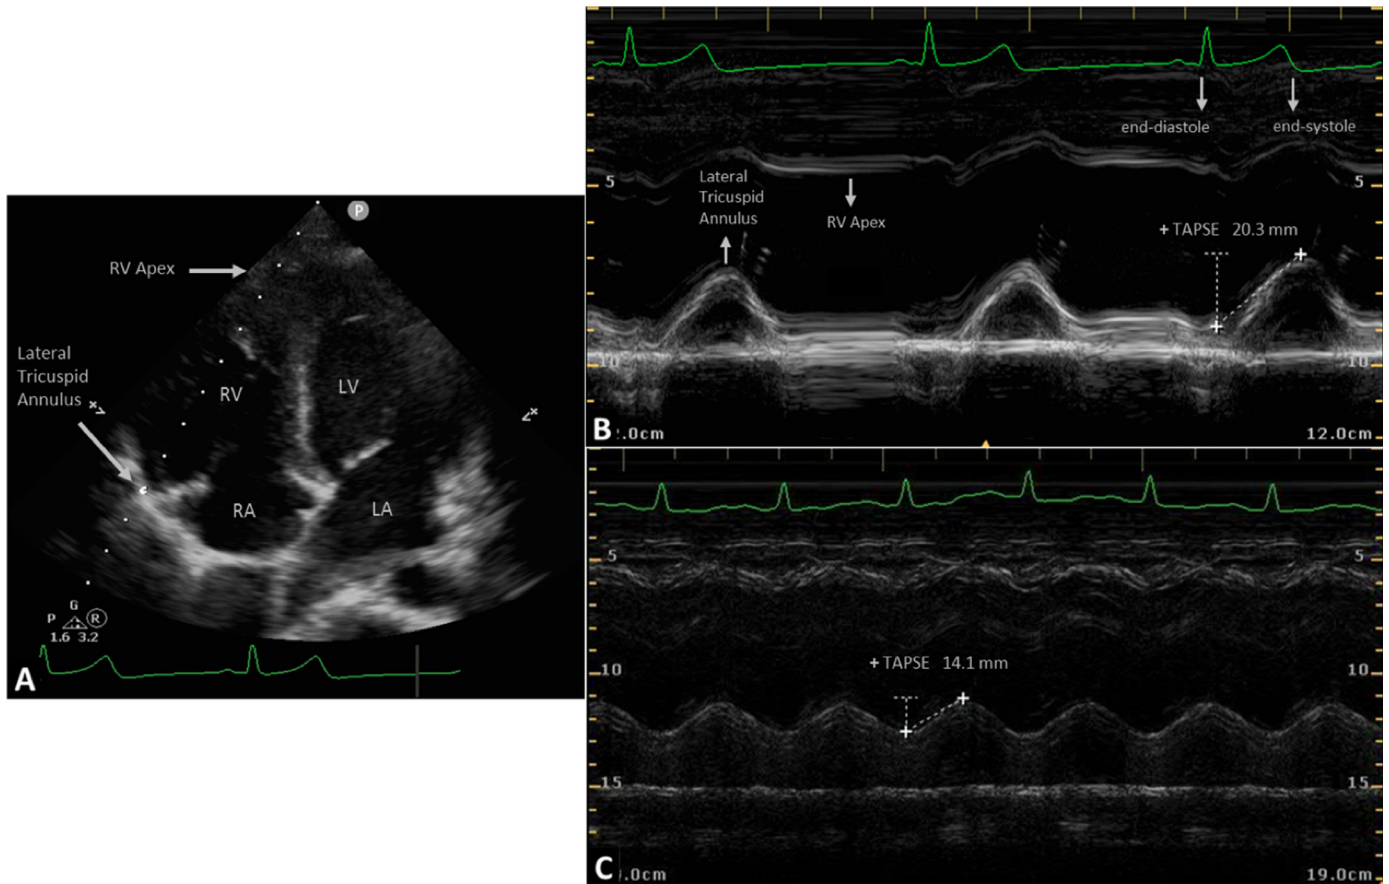 P
RV Apex
Lateral
Tricuspid
Annulus
V
x
RV
LV
V
x
RA
LA
G
P R
1.6 3.2
A
end-diastole
end-systole
Lateral
Tricuspid
Annulus
RV Apex
5
5
+ TAPSE 20.3 mm
10
10
B
:.0cm
12.0cm
5
5
+ TAPSE 14.1 mm
10
10
15
15
C
.0cm
19.0cm